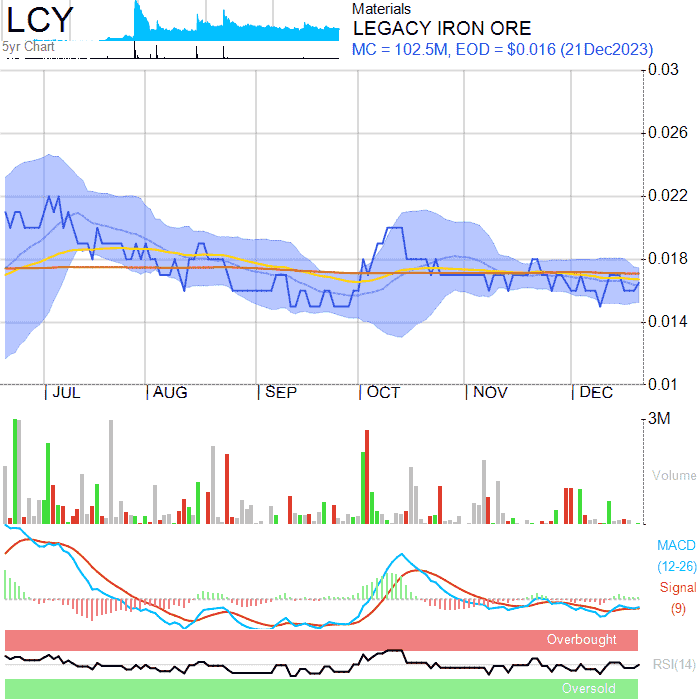 LCY
5yr Chart
Materials
LEGACY IRON ORE
MC = 102.5M, EOD = $0.016 (21Dec2023)
0.03
0.026
0.022
0.018
0.014
0.01
JUL AUG SEP OCT NOV DEC
3M
Volume
MACD
(12-26)
Signal
(9)
Overbought
RSI(14)
Oversold